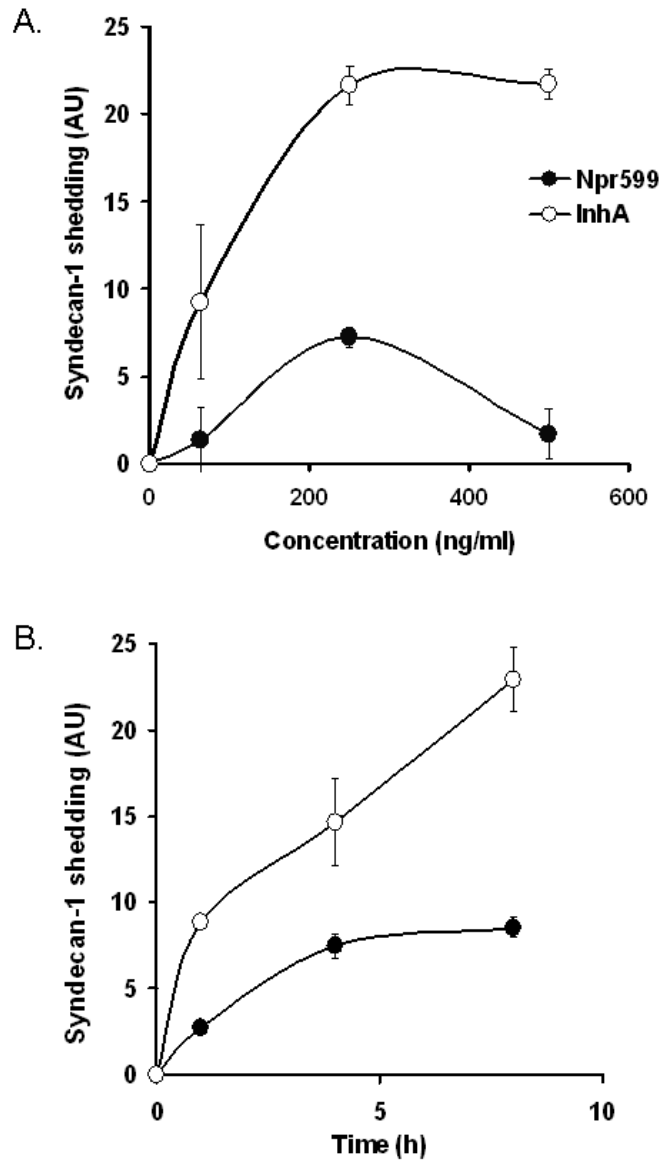 A.
Syndecan-1 shedding (AU)
25
20
15
10
5
0
Npr599
InhA
0 200 400 600
Concentration (ng/ml)
B.
Syndecan-1 shedding (AU)
25
20
15
10
5
0
0 5 10
Time (h)